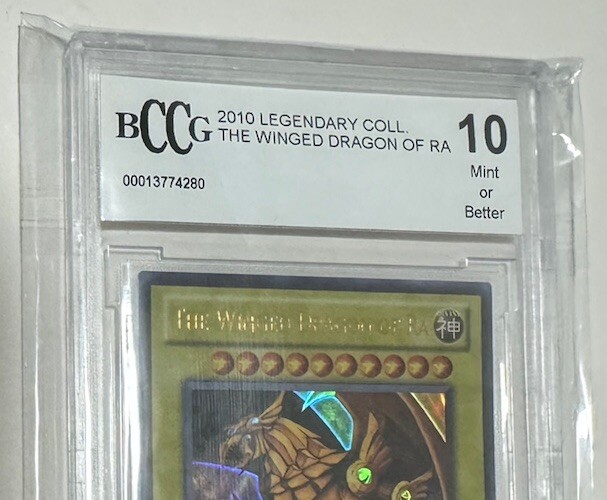 BCCG
2010 LEGENDARY COLL.
THE WINGED DRAGON OF RA
10
Mint
or
Better
00013774280
THE WINGED DRAGON OF RA
神